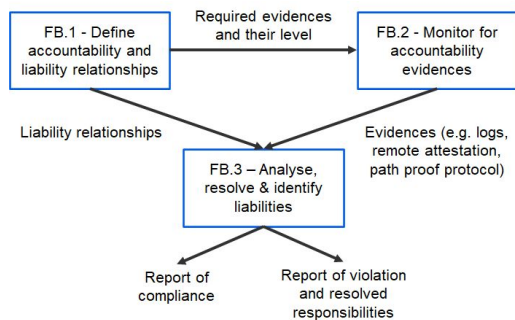 FB.1 - Define
accountability and
liability relationships
Required evidences
and their level
FB.2 - Monitor for
accountability
evidences
Liability relationships
Evidences (e.g. logs,
remote attestation,
path proof protocol)
FB.3 – Analyse,
resolve & identify
liabilities
Report of
compliance
Report of violation
and resolved
responsibilities